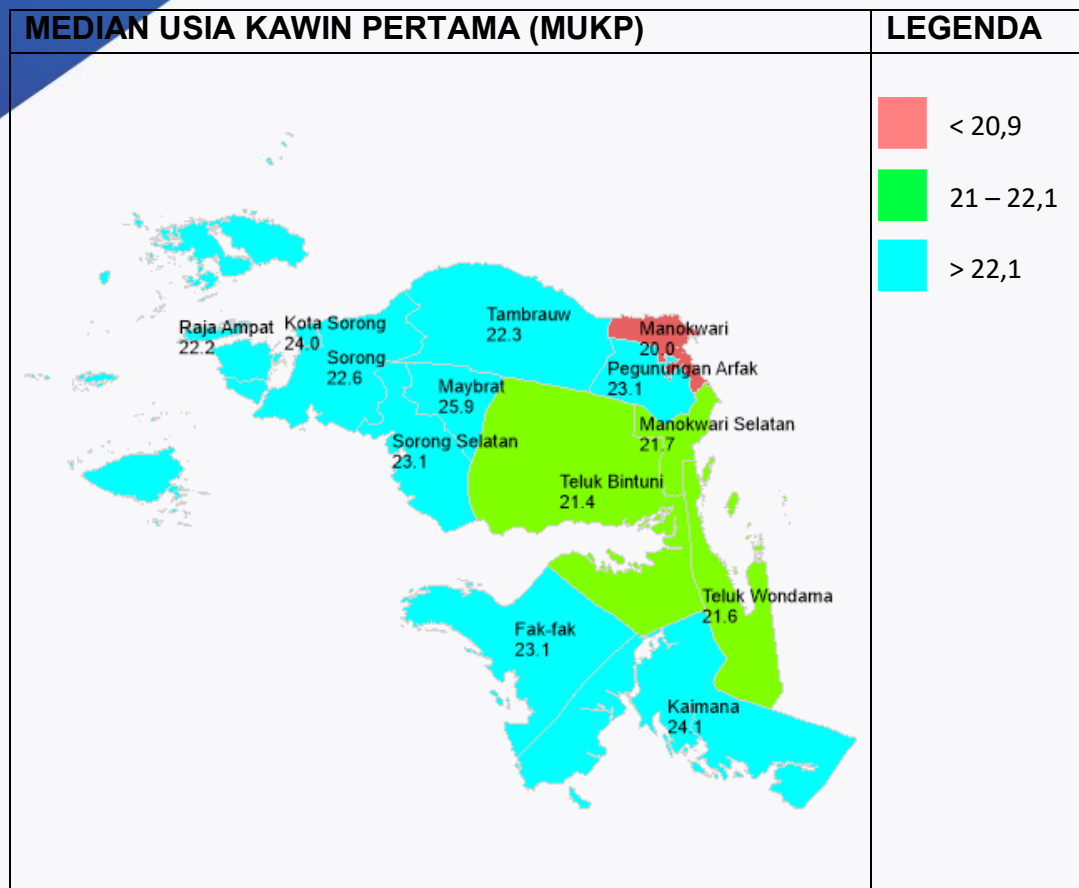 MEDIAN USIA KAWIN PERTAMA (MUKP)
LEGENDA
< 20,9
21 – 22,1
> 22,1
Raja Ampat
22.2
Kota Sorong
24.0
Sorong
22.6
Tambrauw
22.3
Manokwari
20.0
Pegunungan Arfak
23.1
Maybrat
25.9
Manokwari Selatan
21.7
Sorong Selatan
23.1
Teluk Bintuni
21.4
Teluk Wondama
21.6
Fak-fak
23.1
Kaimana
24.1